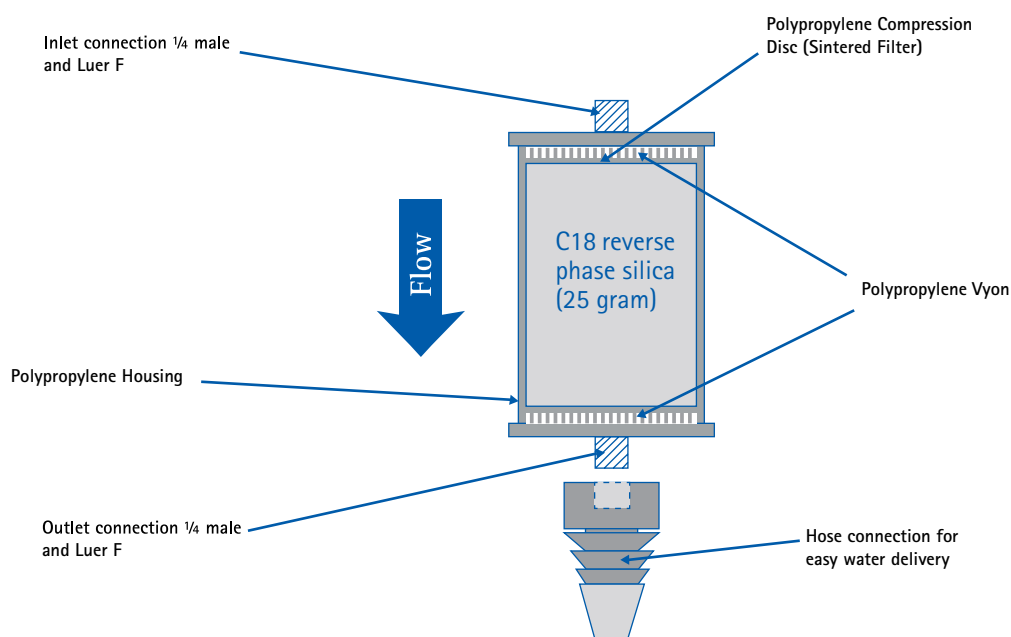 Inlet connection ¼ male
and Luer F
Polypropylene Compression
Disc (Sintered Filter)
Flow
C18 reverse
phase silica
(25 gram)
Polypropylene Vyon
Polypropylene Housing
Outlet connection ¼ male
and Luer F
Hose connection for
easy water delivery